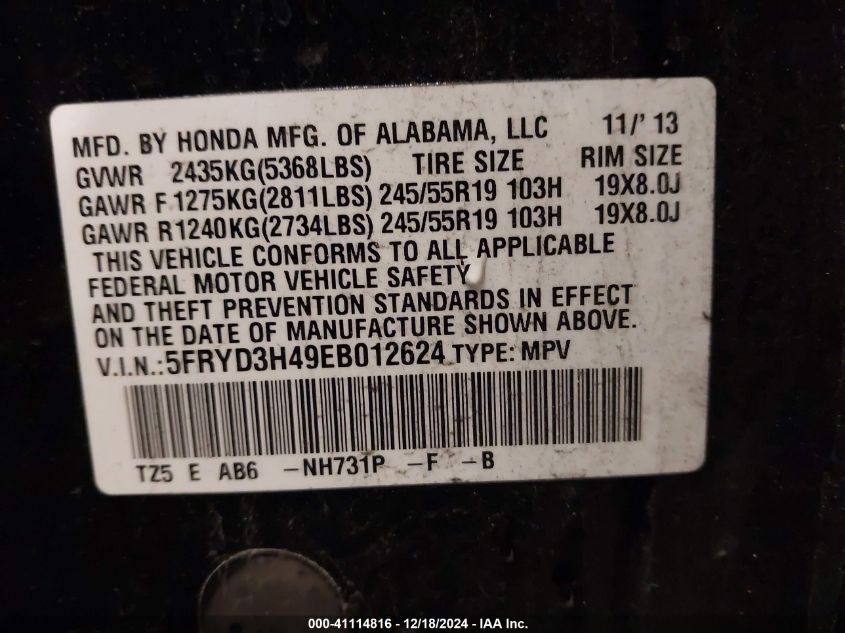 MFD. BY HONDA MFG. OF ALABAMA, LLC 11/'13
GVWR 2435KG(5368LBS) TIRE SIZE RIM SIZE
GAWR F 1275KG(2811LBS) 245/55R19 103H 19X8.0J
GAWR R1240KG(2734LBS) 245/55R19 103H 19X8.0J
THIS VEHICLE CONFORMS TO ALL APPLICABLE
FEDERAL MOTOR VEHICLE SAFETY
AND THEFT PREVENTION STANDARDS IN EFFECT
ON THE DATE OF MANUFACTURE SHOWN ABOVE.
V.I.N.:5FRYD3H49EB012624 TYPE: MPV
TZ5 E AB6 -NH731P -F -B
000-41114816 - 12/18/2024 - IAA Inc.